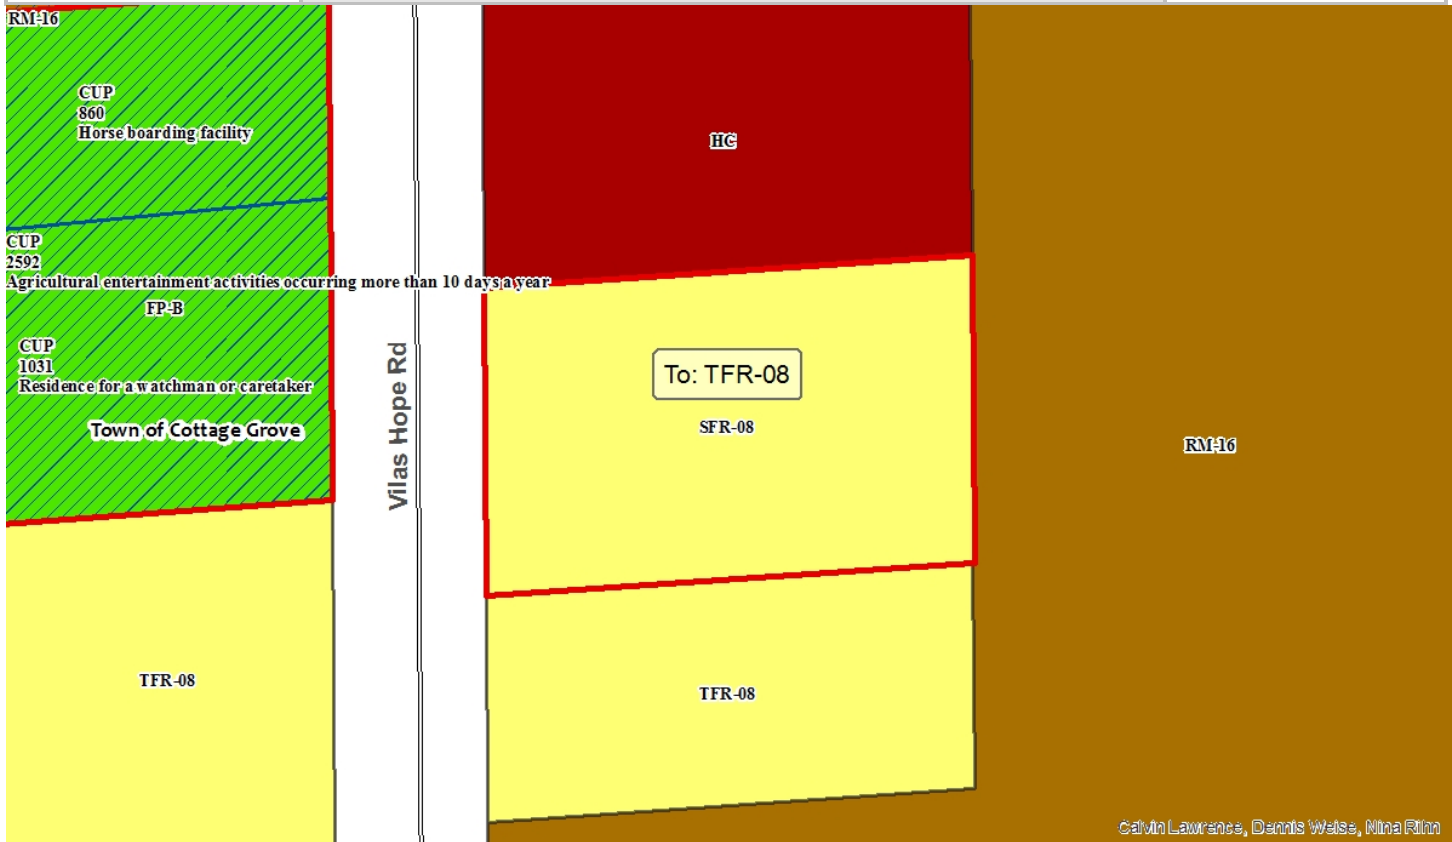 RM-16
CUP
860
Horse boarding facility
HC
CUP
2592
Agricultural entertainment activities occurring more than 10 days a year
FP-B
CUP
1031
Residence for a watchman or caretaker
Town of Cottage Grove
Vilas Hope Rd
To: TFR-08
SFR-08
RM-16
TFR-08
TFR-08
Calvin Lawrence, Dennis Weise, Nina Rihn